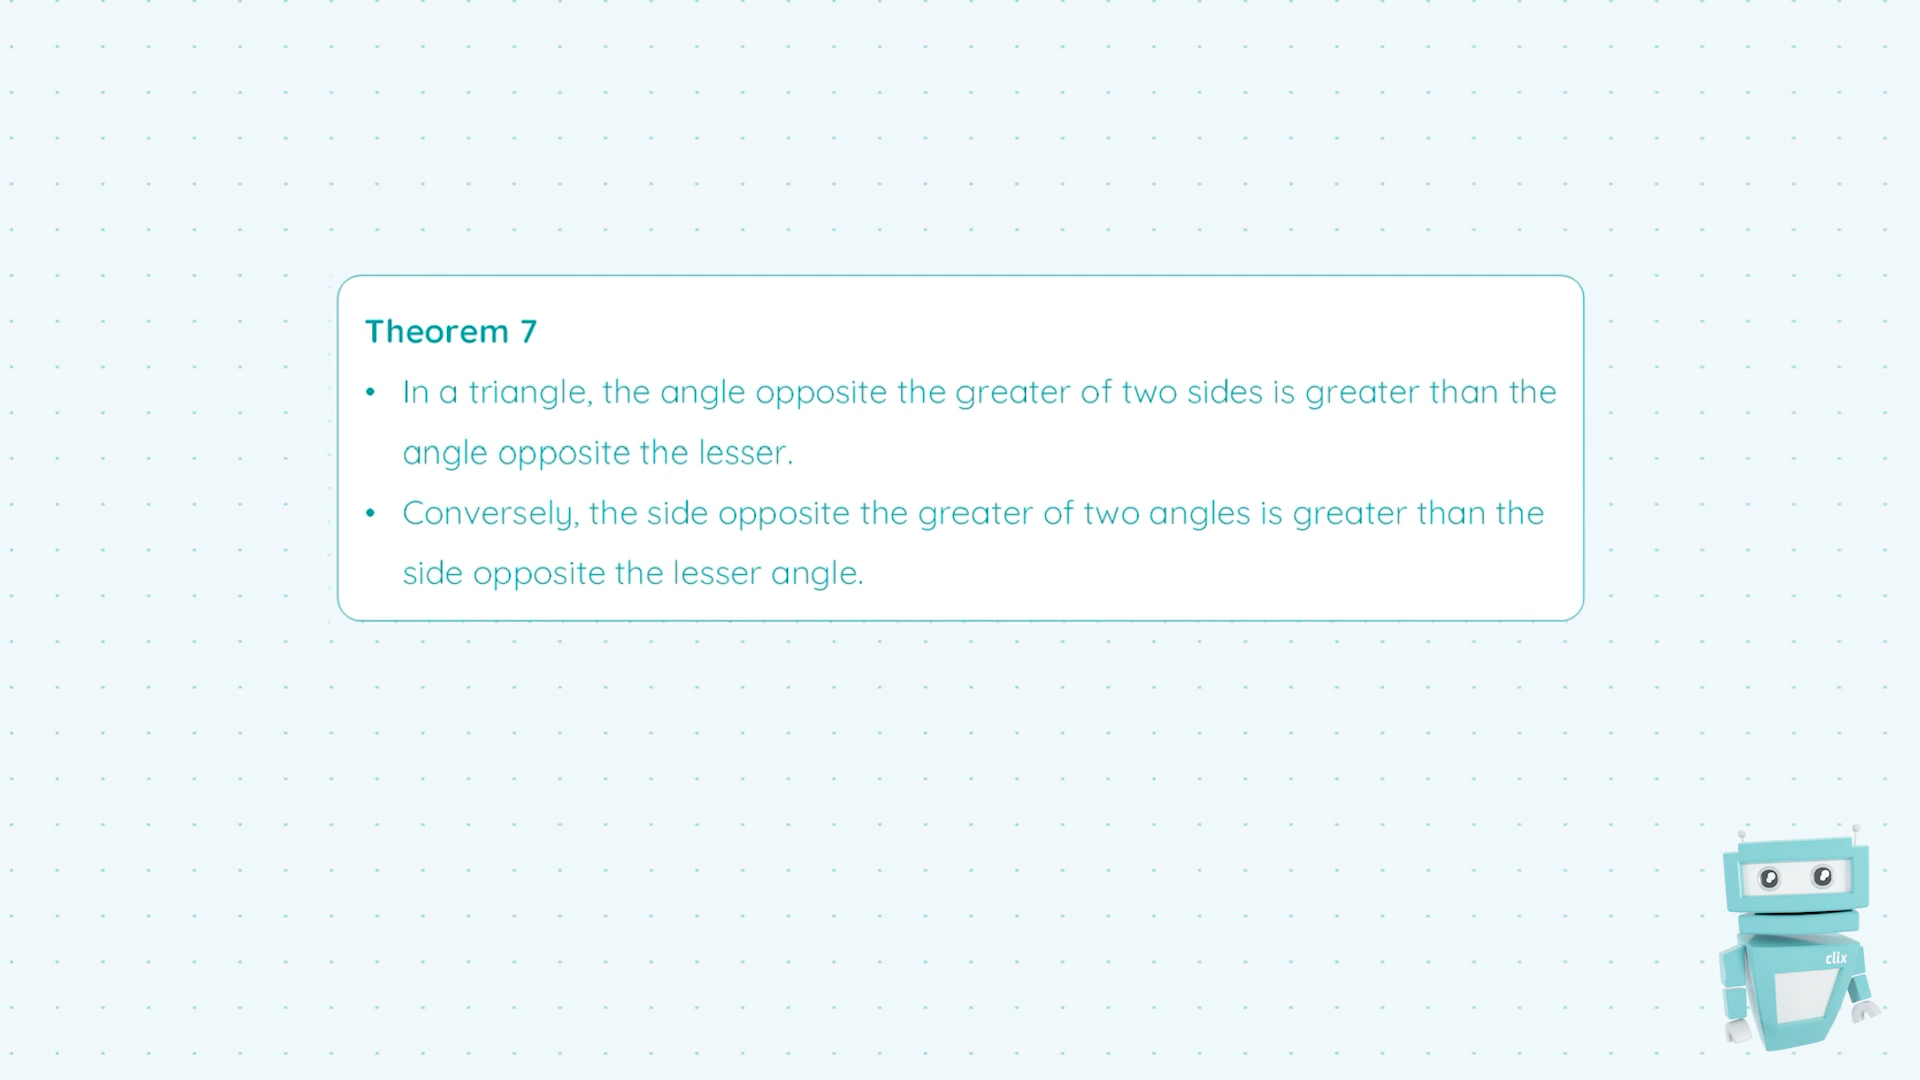 Theorem 7
• In a triangle, the angle opposite the greater of two sides is greater than the
angle opposite the lesser.
• Conversely, the side opposite the greater of two angles is greater than the
side opposite the lesser angle.
clix